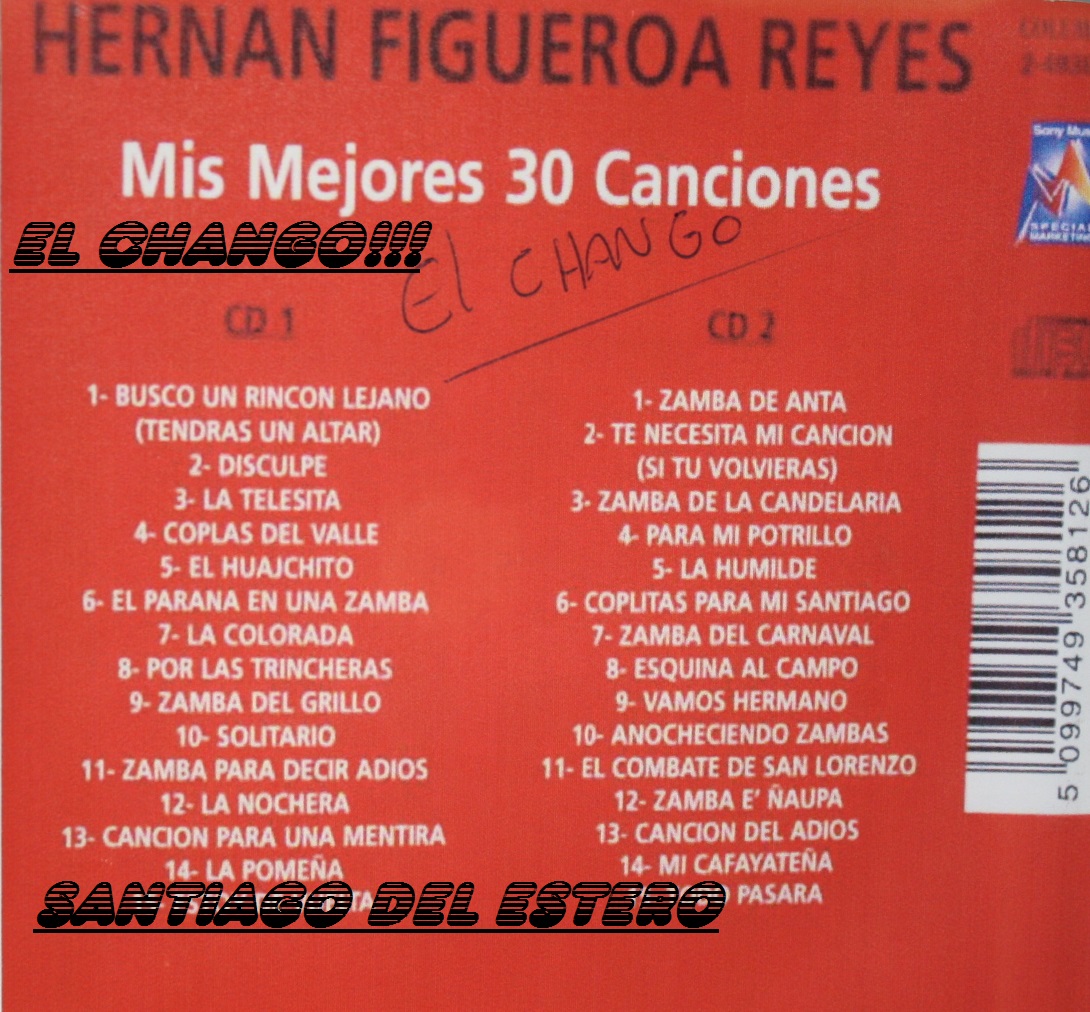 HERNAN FIGUEROA REYES
Mis Mejores 30 Canciones
EL CHANGO!!!
El CHANGO
CD 1
1- BUSCO UN RINCON LEJANO
(TENDRAS UN ALTAR)
2- DISCULPE
3- LA TELESITA
4- COPLAS DEL VALLE
5- EL HUAJCHITO
6- EL PARANA EN UNA ZAMBA
7- LA COLORADA
8- POR LAS TRINCHERAS
9- ZAMBA DEL GRILLO
10- SOLITARIO
11- ZAMBA PARA DECIR ADIOS
12- LA NOCHERA
13- CANCION PARA UNA MENTIRA
14- LA POMEÑA
CD 2
1- ZAMBA DE ANTA
2- TE NECESITA MI CANCION
(SI TU VOLVIERAS)
3- ZAMBA DE LA CANDELARIA
4- PARA MI POTRILLO
5- LA HUMILDE
6- COPLITAS PARA MI SANTIAGO
7- ZAMBA DEL CARNAVAL
8- ESQUINA AL CAMPO
9- VAMOS HERMANO
10- ANOCHECIENDO ZAMBAS
11- EL COMBATE DE SAN LORENZO
12- ZAMBA E' ÑAUPA
13- CANCION DEL ADIOS
14- MI CAFAYATEÑA
PASARA
SANTIAGO DEL ESTERO
Sony Mus
SPECIAL
MARKETING
5 099749 358126